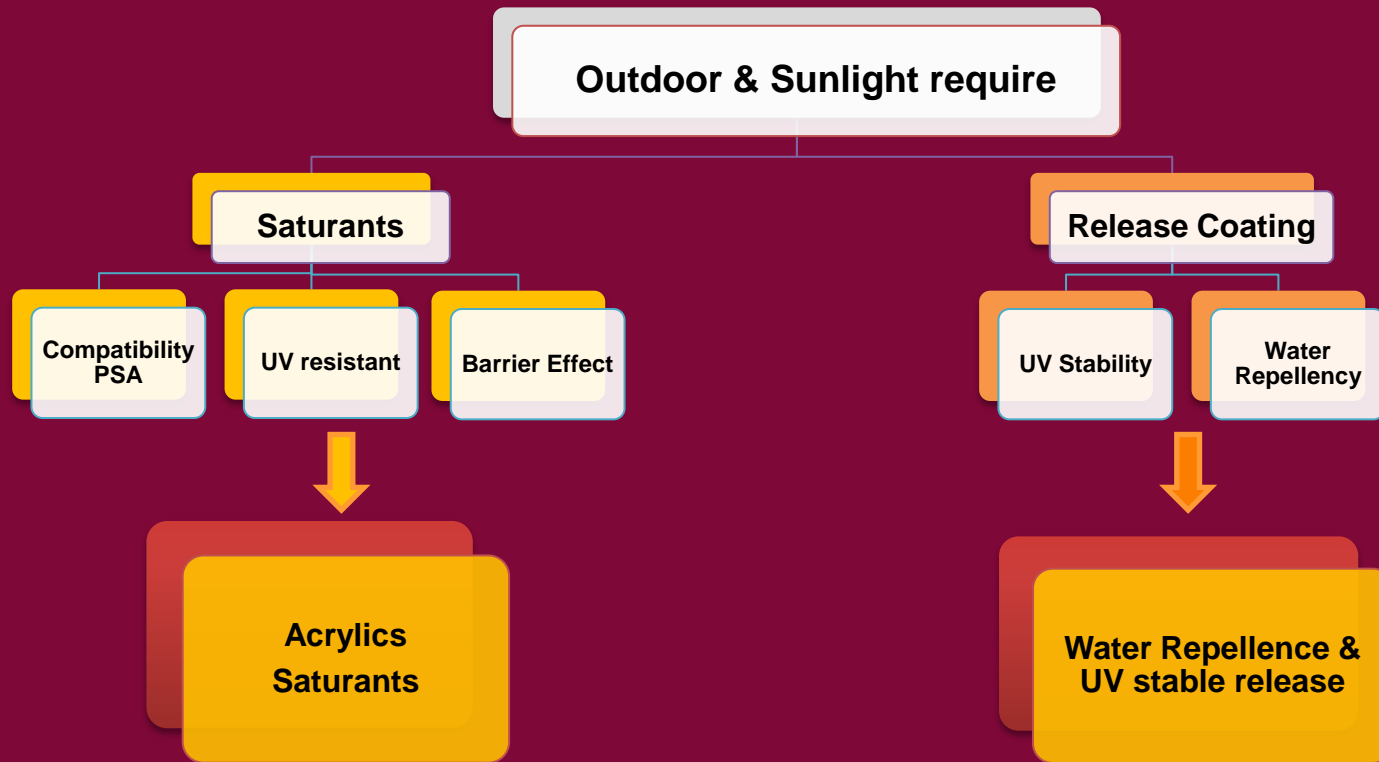 Outdoor & Sunlight require
Saturants
Release Coating
Compatibility
PSA
UV resistant
Barrier Effect
UV Stability
Water
Repellency
Acrylics
Saturants
Water Repellence &
UV stable release